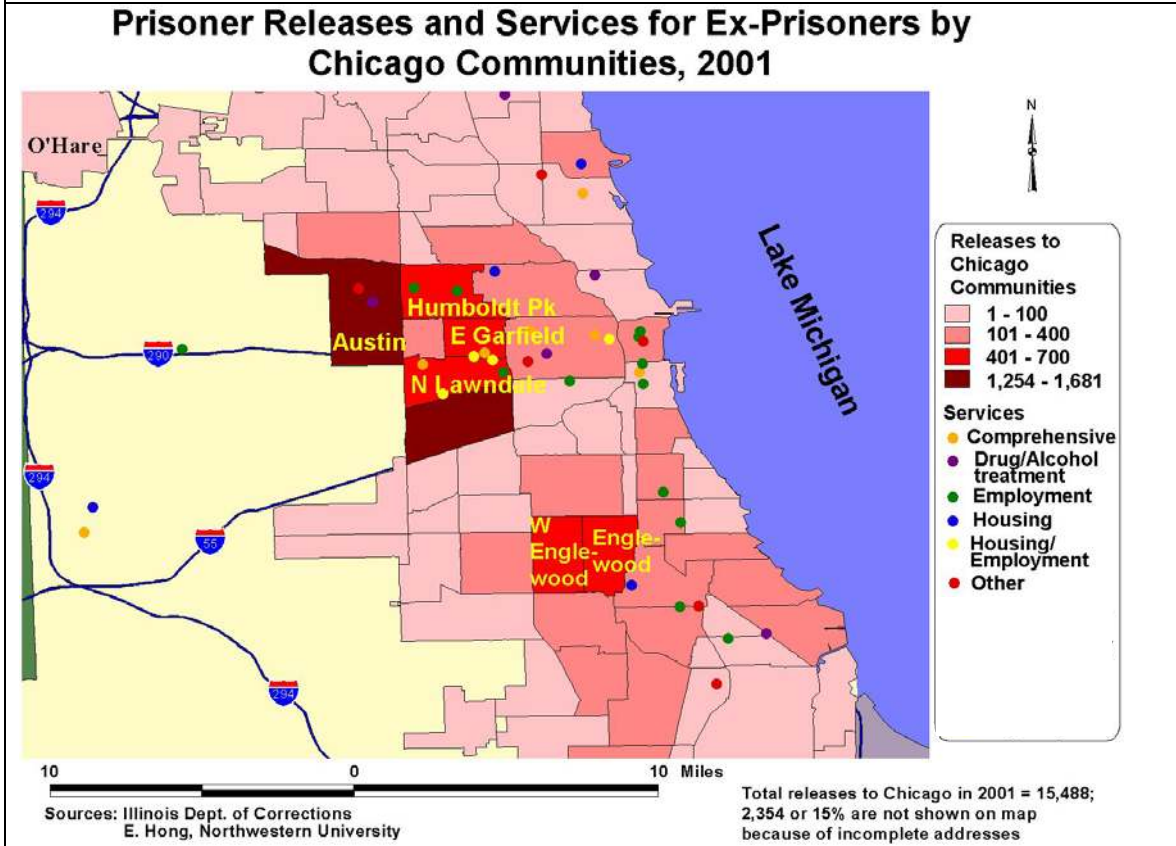 Prisoner Releases and Services for Ex-Prisoners by
Chicago Communities, 2001
N
O'Hare
294
Lake Michigan
Humboldt Pk
E Garfield
Austin
290
N Lawndale
294
55
W
Engle-
wood
Engle-
wood
294
Releases to
Chicago
Communities
1 - 100
101 - 400
401 - 700
1,254 - 1,681
Services
Comprehensive
Drug/Alcohol
treatment
Employment
Housing
Housing/
Employment
Other
10 0 10 Miles
Sources: Illinois Dept. of Corrections
E. Hong, Northwestern University
Total releases to Chicago in 2001 = 15,488;
2,354 or 15% are not shown on map
because of incomplete addresses